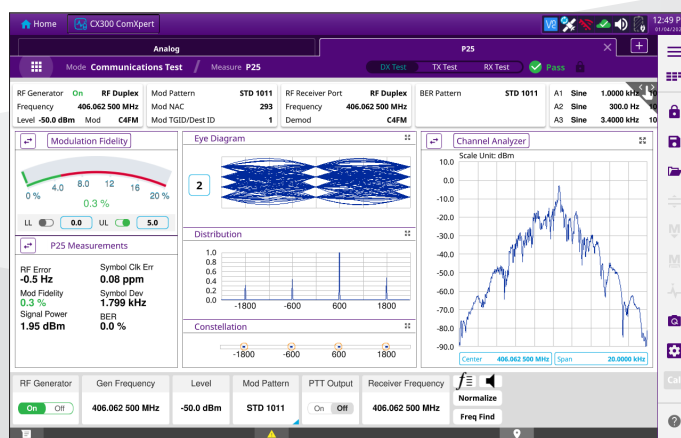 Home
CX300 ComXpert
12:49 P
Analog
P25
Mode Communications Test / Measure P25
DX Test
TX Test
RX Test
Pass
RF Generator On RF Duplex
Frequency 406.062 500 MHz
Level -50.0 dBm Mod C4FM
Mod Pattern STD 1011
Mod NAC 293
Mod TGID/Dest ID 1
RF Receiver Port RF Duplex
Frequency 406.062 500 MHz
Demod C4FM
BER Pattern STD 1011
A1 Sine 1.0000 kHz 10
A2 Sine 300.0 Hz 10
A3 Sine 3.4000 kHz 10
Modulation Fidelity
0 %
4.0
8.0
12
16
20 %
0.3 %
LL
0.0
UL
5.0
P25 Measurements
RF Error
-0.5 Hz
Symbol Clk Err
0.08 ppm
Mod Fidelity
0.3 %
Symbol Dev
1.799 kHz
Signal Power
1.95 dBm
BER
0.0 %
Eye Diagram
2
Distribution
1.0
0.8
0.6
0.4
0.2
0.0
-1800
-600
600
1800
Constellation
-1800
-600
600
1800
Channel Analyzer
Scale Unit: dBm
10.0
0.0
-10.0
-20.0
-30.0
-40.0
-50.0
-60.0
-70.0
-80.0
-90.0
Center 406.062 500 MHz
Span 20.0000 kHz
RF Generator
On Off
Gen Frequency
406.062 500 MHz
Level
-50.0 dBm
Mod Pattern
STD 1011
PTT Output
On Off
Receiver Frequency
406.062 500 MHz
Normalize
Freq Find
M
M
Cal
?